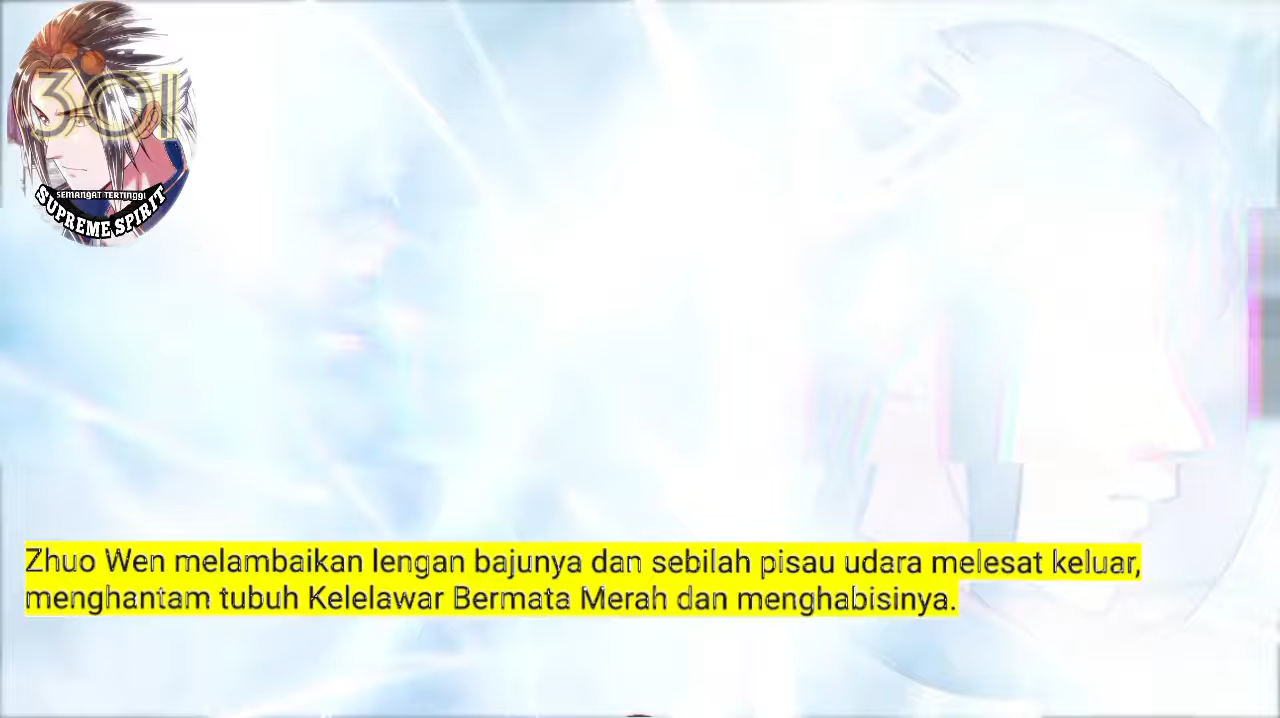 301
SEMANGAT TERTINGGI
SUPREME SPIRIT
Zhuo Wen melambaikan lengan bajunya dan sebilah pisau udara melesat keluar,
menghantam tubuh Kelelawar Bermata Merah dan menghabisinya.